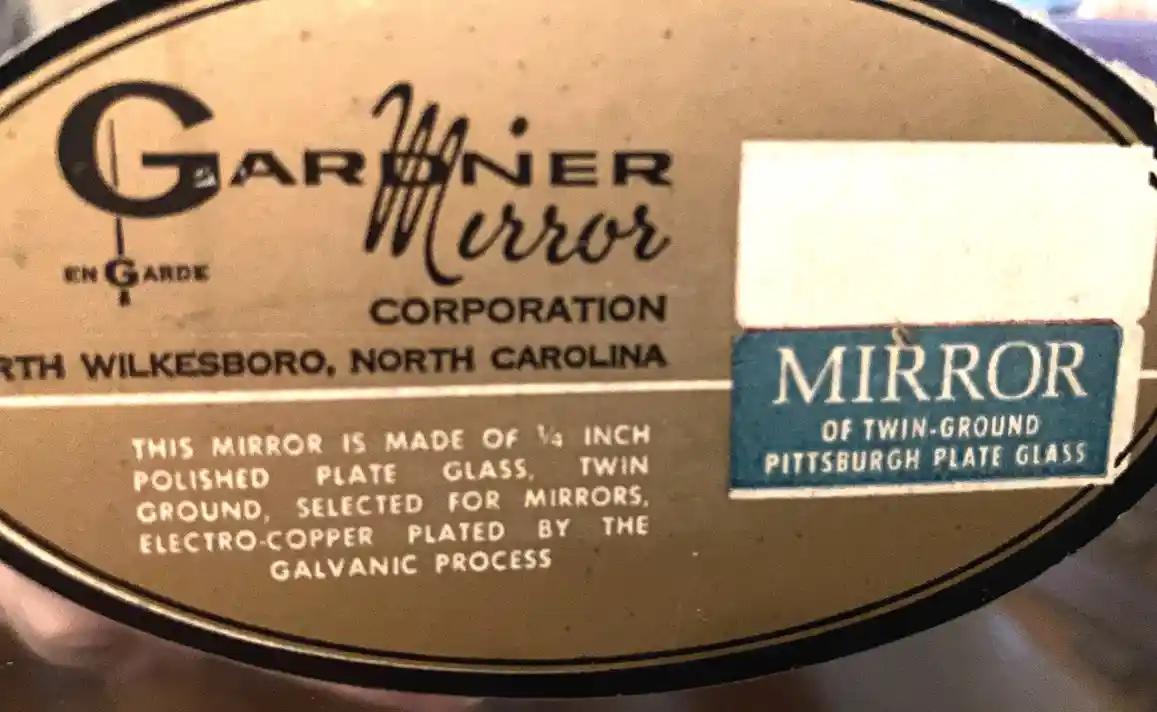 GARDNER
Mirror
EN GARDE
CORPORATION
RTH WILKESBORO, NORTH CAROLINA
THIS MIRROR IS MADE OF ¼ INCH
POLISHED PLATE GLASS, TWIN
GROUND, SELECTED FOR MIRRORS,
ELECTRO-COPPER PLATED BY THE
GALVANIC PROCESS
MIRROR
OF TWIN-GROUND
PITTSBURGH PLATE GLASS